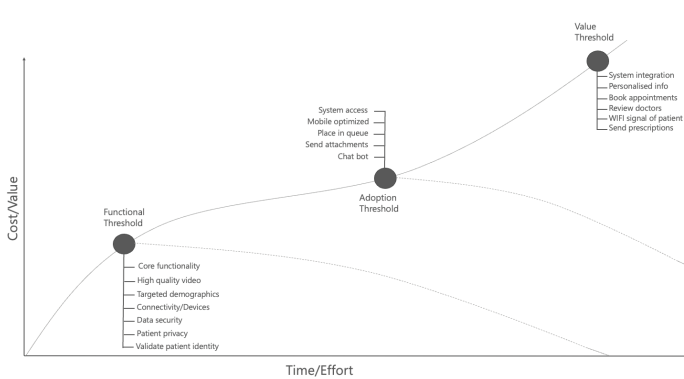 Value
Threshold
System integration
Personalised info
Book appointments
Review doctors
WIFI signal of patient
Send prescriptions
System access
Mobile optimized
Place in queue
Send attachments
Chat bot
Adoption
Threshold
Functional
Threshold
Core functionality
High quality video
Targeted demographics
Connectivity/Devices
Data security
Patient privacy
Validate patient identity
Cost/Value
Time/Effort